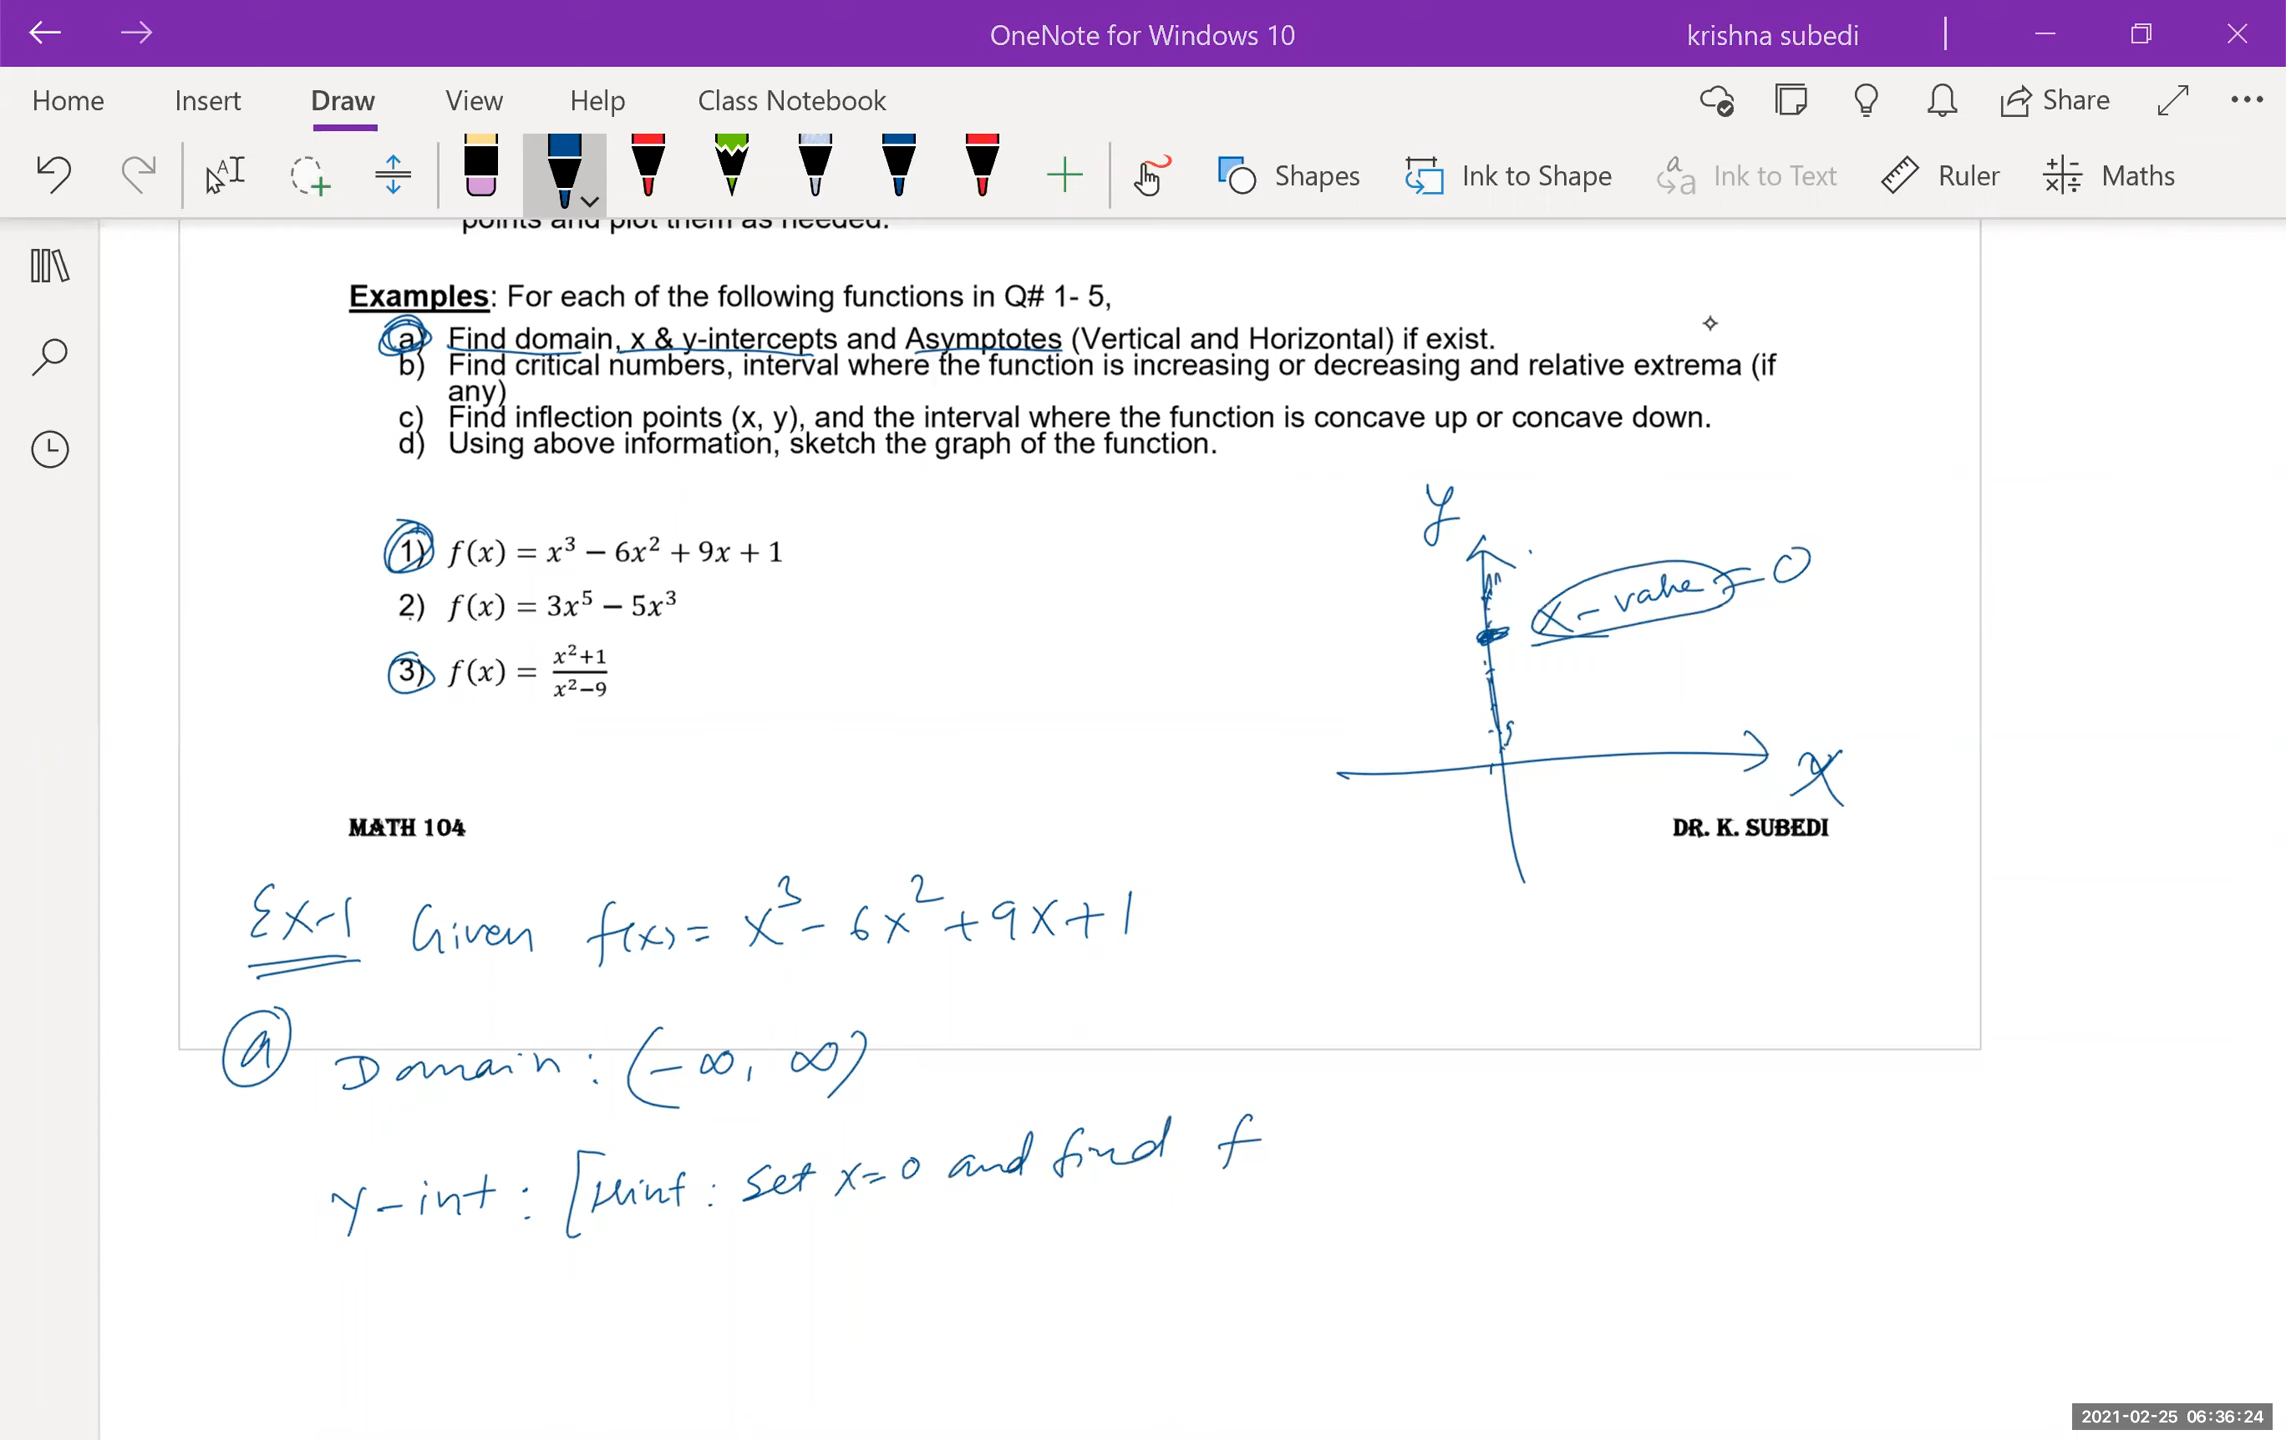 OneNote for Windows 10
krishna subedi
Home Insert Draw View Help Class Notebook Share
Shapes Ink to Shape Ink to Text Ruler Maths
points and plot them as needed.
Examples: For each of the following functions in Q# 1- 5,
a) Find domain, x & y-intercepts and Asymptotes (Vertical and Horizontal) if exist.
b) Find critical numbers, interval where the function is increasing or decreasing and relative extrema (if
any)
c) Find inflection points (x, y), and the interval where the function is concave up or concave down.
d) Using above information, sketch the graph of the function.
y
1) f(x) = x³ − 6x² + 9x + 1
x-value = 0
2) f(x) = 3x⁵ − 5x³
3) f(x) = x²+1 / x²−9
x
MATH 104
DR. K. SUBEDI
Ex-1 Given f(x) = x³ - 6x² + 9x + 1
a Domain: (-∞, ∞)
y-int: [Hint: set x=0 and find f
2021-02-25 06:36:24